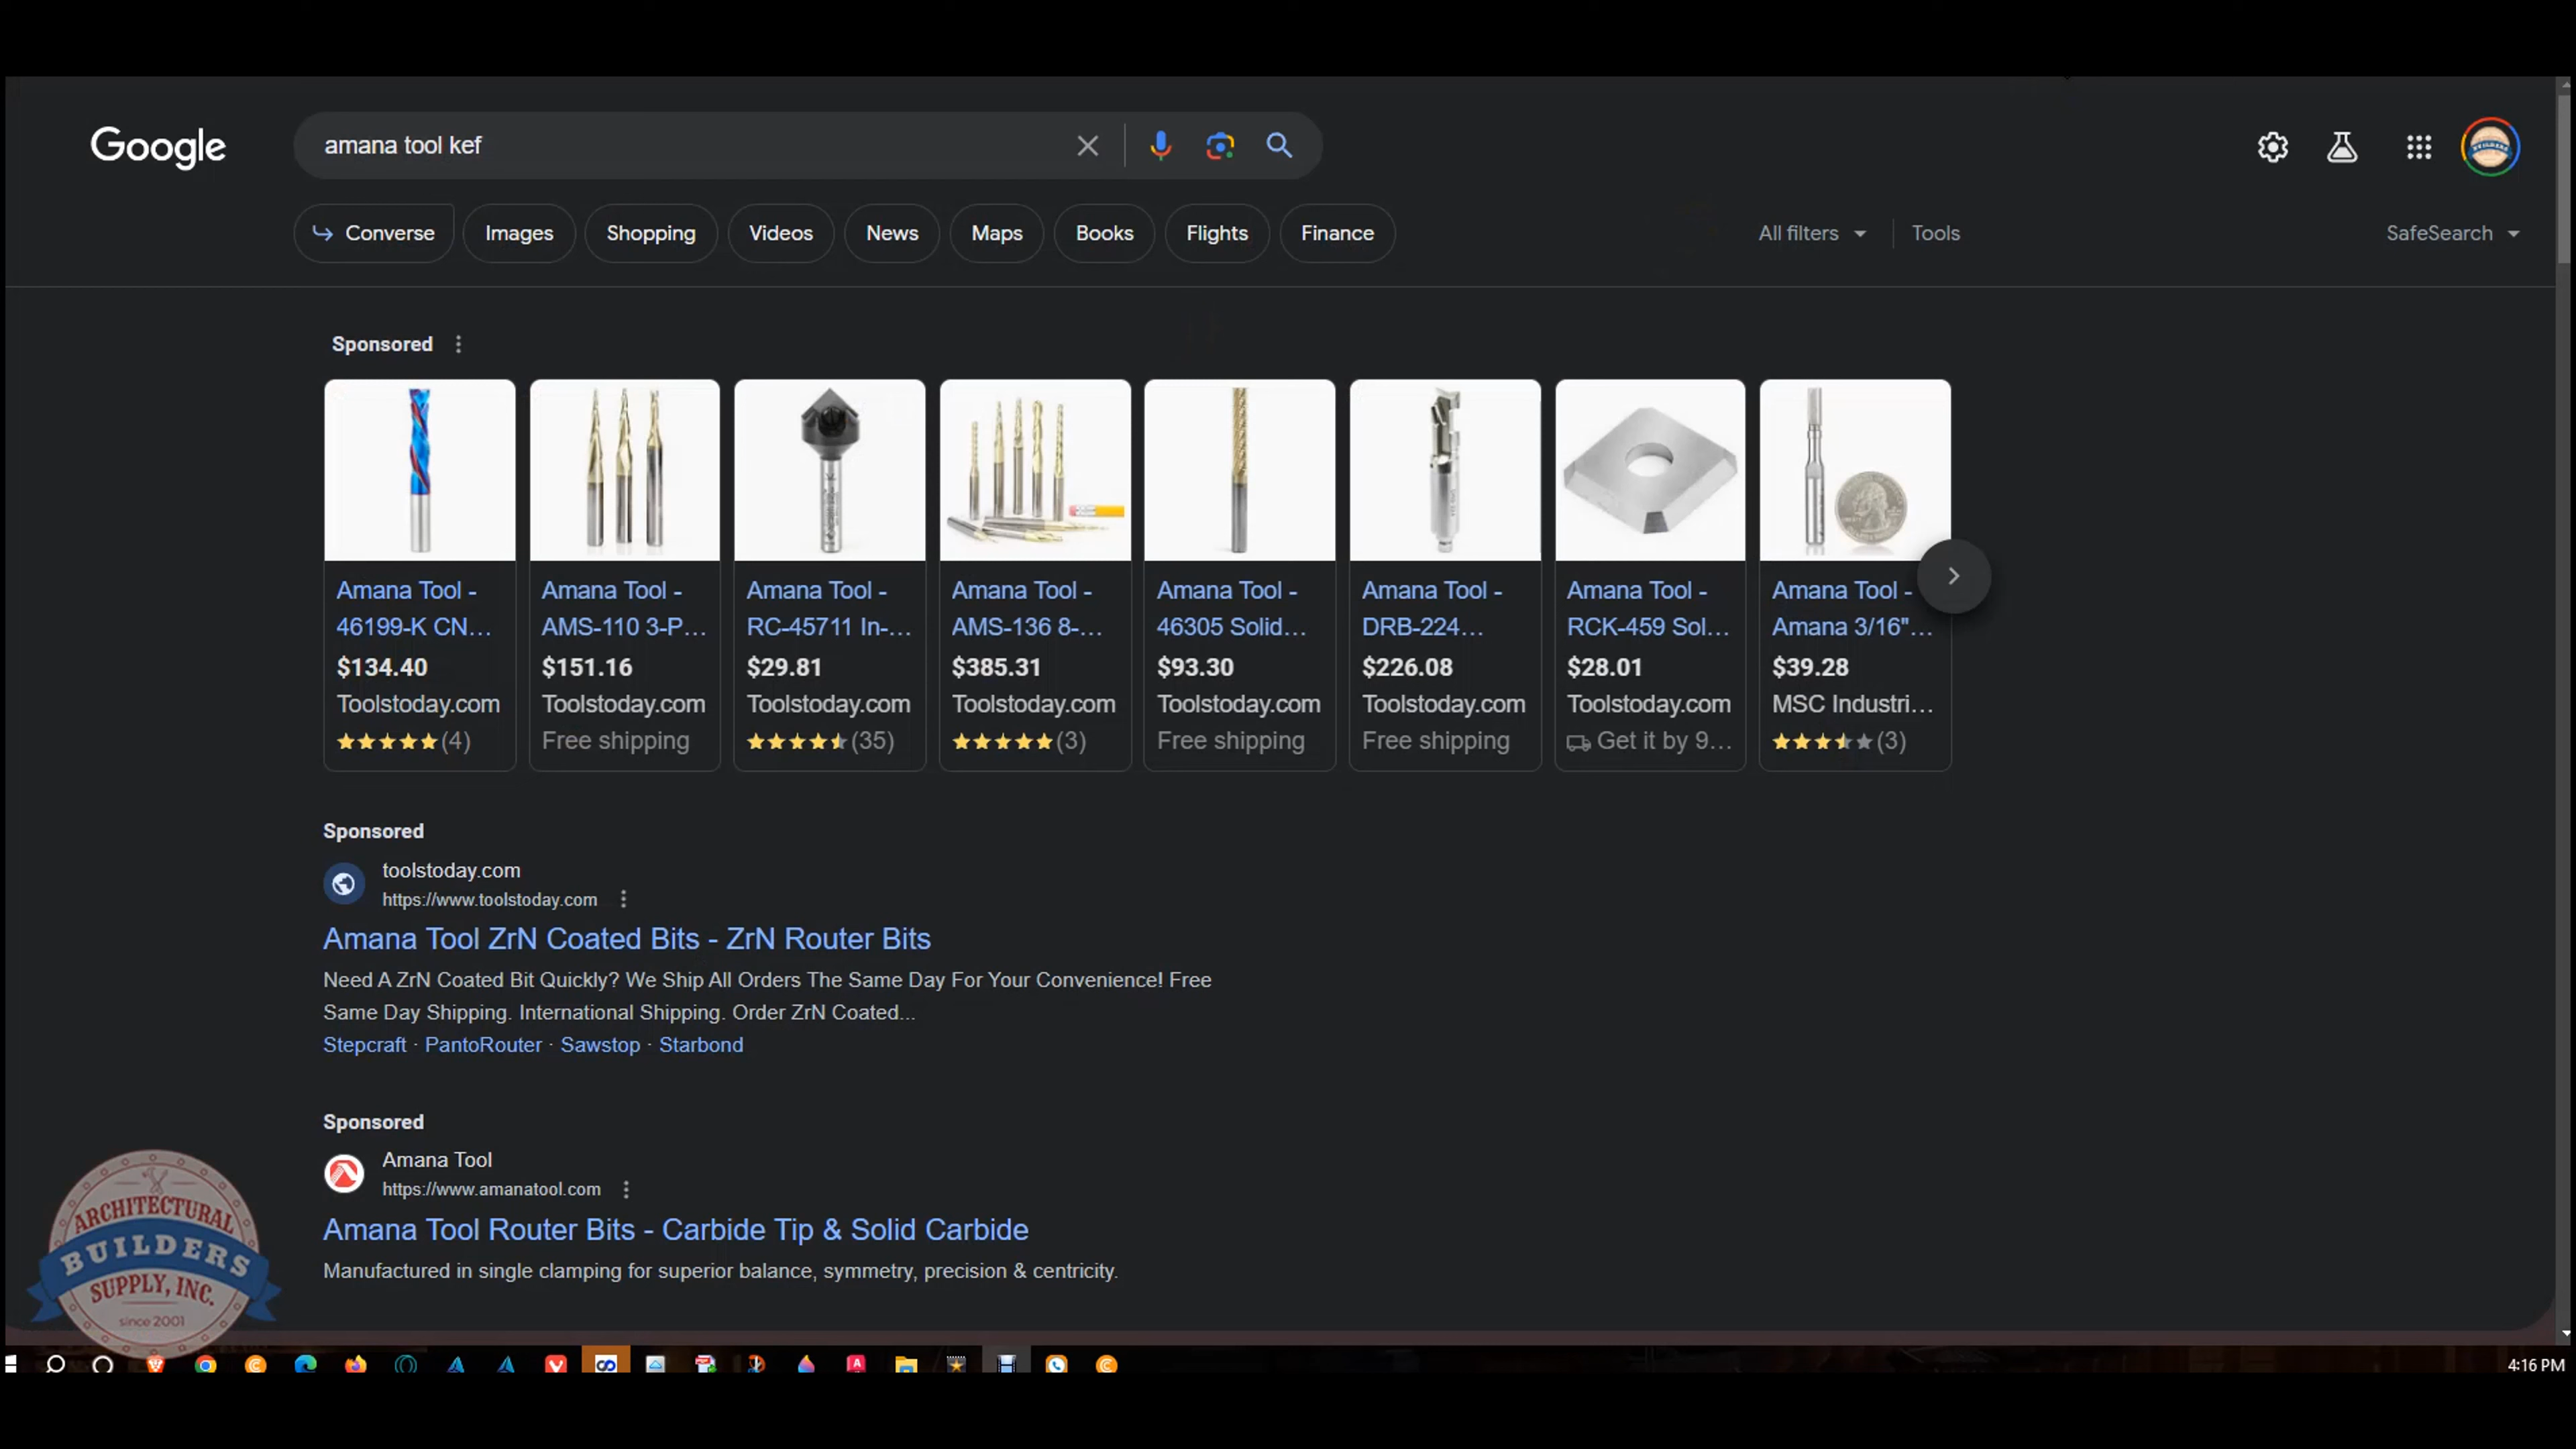 Google
amana tool kef
Converse
Images
Shopping
Videos
News
Maps
Books
Flights
Finance
All filters
Tools
SafeSearch
Sponsored
Amana Tool -
46199-K CN...
$134.40
Toolstoday.com
(4)
Amana Tool -
AMS-110 3-P...
$151.16
Toolstoday.com
Free shipping
Amana Tool -
RC-45711 In-...
$29.81
Toolstoday.com
(35)
Amana Tool -
AMS-136 8-...
$385.31
Toolstoday.com
(3)
Amana Tool -
46305 Solid...
$93.30
Toolstoday.com
Free shipping
Amana Tool -
DRB-224...
$226.08
Toolstoday.com
Free shipping
Amana Tool -
RCK-459 Sol...
$28.01
Toolstoday.com
Get it by 9...
Amana Tool -
Amana 3/16"...
$39.28
MSC Industri...
(3)
Sponsored
toolstoday.com
https://www.toolstoday.com
Amana Tool ZrN Coated Bits - ZrN Router Bits
Need A ZrN Coated Bit Quickly? We Ship All Orders The Same Day For Your Convenience! Free
Same Day Shipping. International Shipping. Order ZrN Coated...
Stepcraft · PantoRouter · Sawstop · Starbond
Sponsored
Amana Tool
https://www.amanatool.com
Amana Tool Router Bits - Carbide Tip & Solid Carbide
Manufactured in single clamping for superior balance, symmetry, precision & centricity.
ARCHITECTURAL
BUILDERS
SUPPLY, INC.
since 2001
4:16 PM